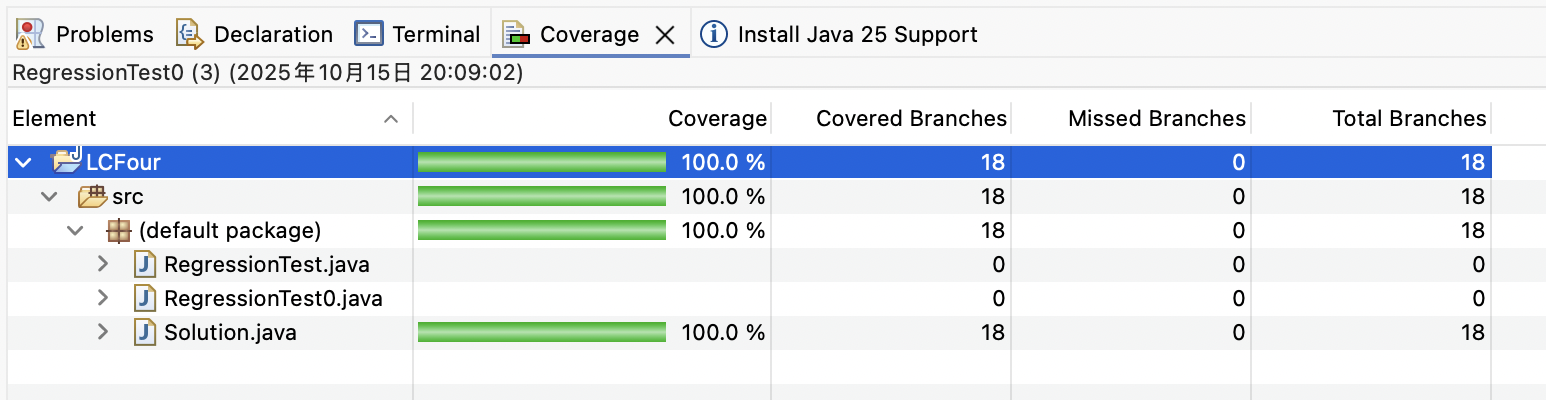 Problems Declaration Terminal Coverage Install Java 25 Support
RegressionTest0 (3) (2025年10月15日 20:09:02)
Element Coverage Covered Branches Missed Branches Total Branches
LCFour 100.0 % 18 0 18
src 100.0 % 18 0 18
(default package) 100.0 % 18 0 18
RegressionTest.java 0 0 0
RegressionTest0.java 0 0 0
Solution.java 100.0 % 18 0 18